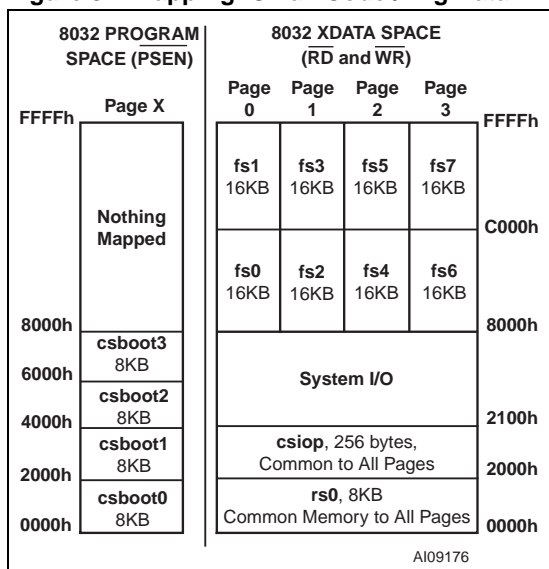 8032 PROGRAM
SPACE (PSEN)
8032 XDATA SPACE
(RD and WR)
Page X
Page 0
Page 1
Page 2
Page 3
FFFFh
FFFFh
fs1
16KB
fs3
16KB
fs5
16KB
fs7
16KB
Nothing
Mapped
C000h
fs0
16KB
fs2
16KB
fs4
16KB
fs6
16KB
8000h
8000h
csboot3
8KB
6000h
System I/O
csboot2
8KB
4000h
2100h
csboot1
8KB
csiop, 256 bytes,
Common to All Pages
2000h
2000h
csboot0
8KB
rs0, 8KB
Common Memory to All Pages
0000h
0000h
AI09176